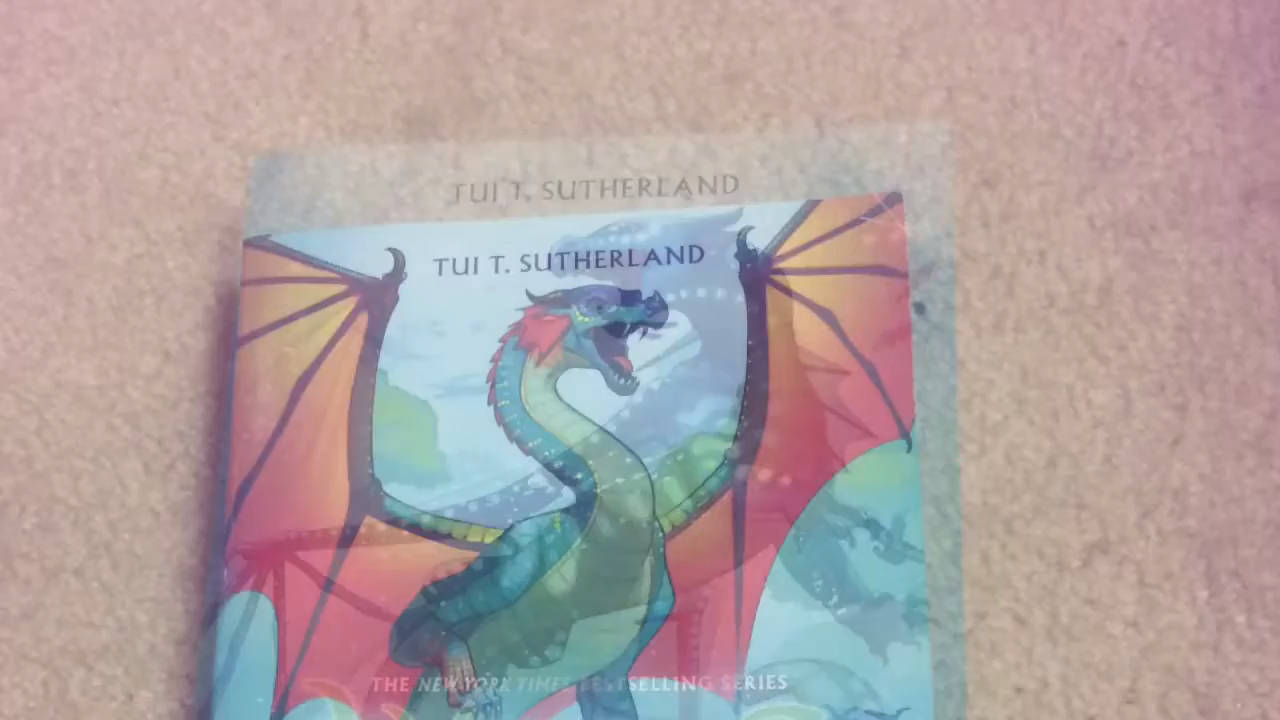 TUI T. SUTHERLAND
TUI T. SUTHERLAND
THE NEW YORK TIMES BESTSELLING SERIES